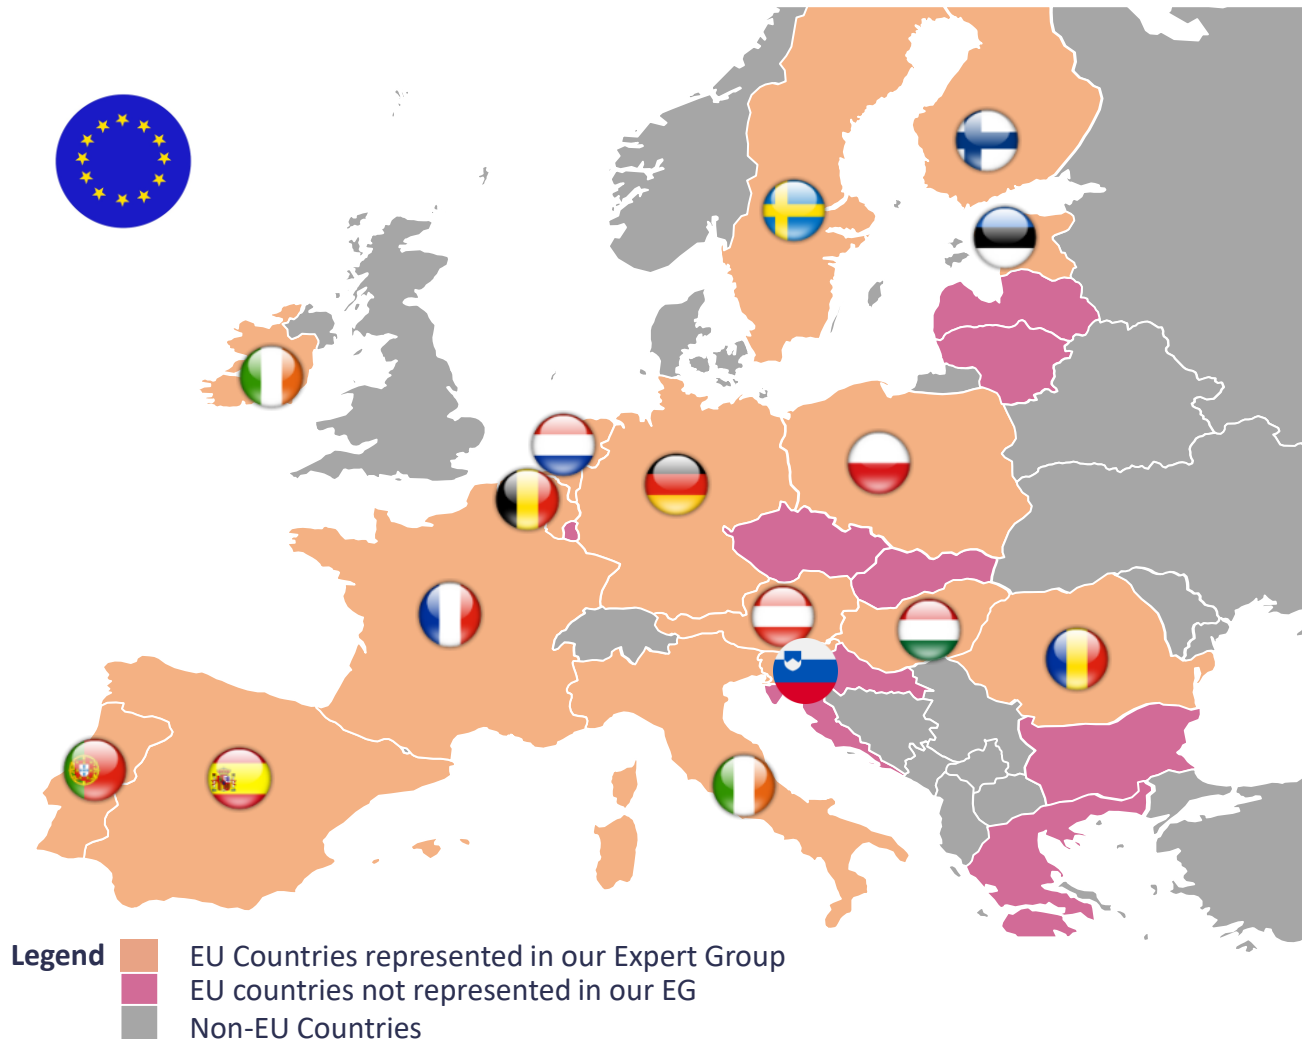 Legend
EU Countries represented in our Expert Group
EU countries not represented in our EG
Non-EU Countries